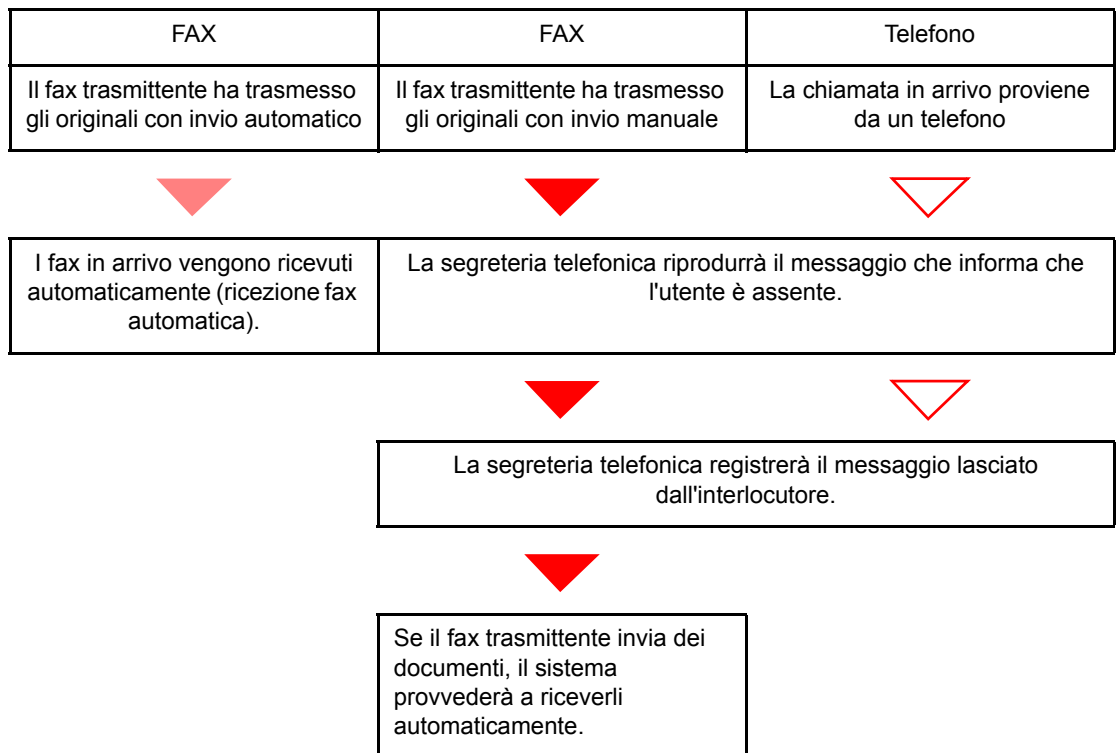 FAX
FAX
Telefono
Il fax trasmittente ha trasmesso
gli originali con invio automatico
Il fax trasmittente ha trasmesso
gli originali con invio manuale
La chiamata in arrivo proviene
da un telefono
I fax in arrivo vengono ricevuti
automaticamente (ricezione fax
automatica).
La segreteria telefonica riprodurrà il messaggio che informa che
l'utente è assente.
La segreteria telefonica registrerà il messaggio lasciato
dall'interlocutore.
Se il fax trasmittente invia dei
documenti, il sistema
provvederà a riceverli
automaticamente.